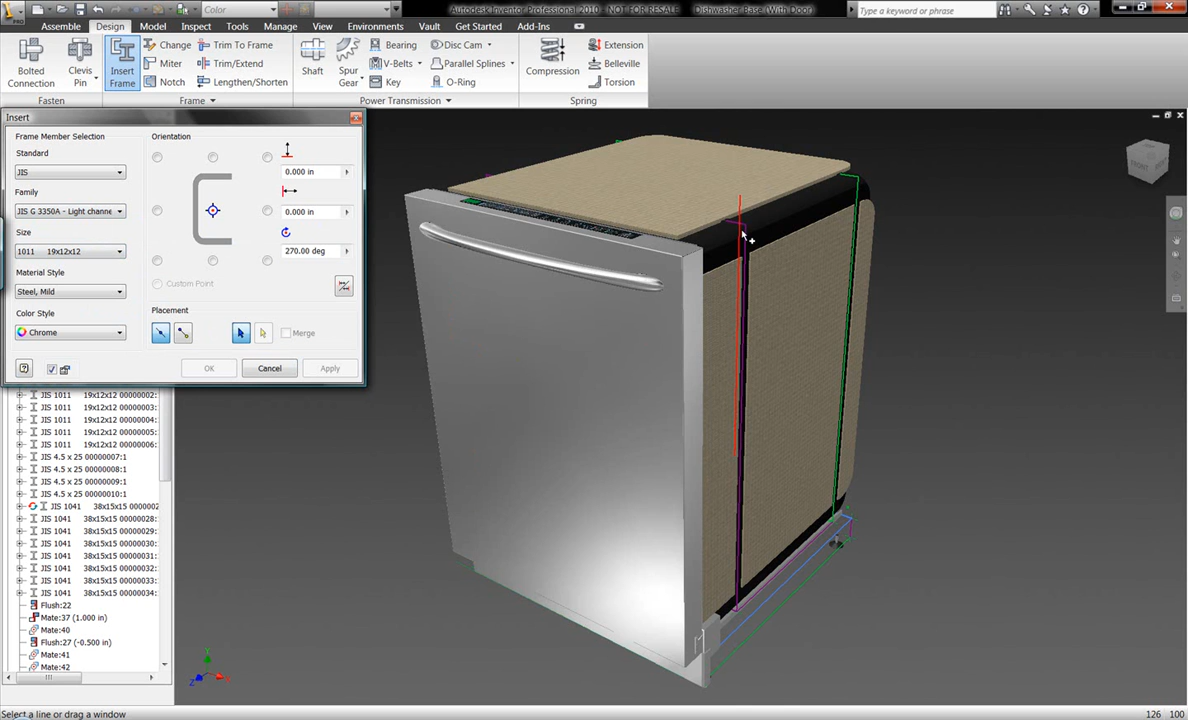 Color
Autodesk Inventor Professional 2010 - NOT FOR RESALE Dishwasher Base (With Door)
Type a keyword or phrase
PRO
Assemble Design Model Inspect Tools Manage View Environments Vault Get Started Add-Ins
Bolted Connection
Clevis Pin
Insert Frame
Change Trim To Frame
Miter Trim/Extend
Notch Lengthen/Shorten
Shaft
Spur Gear
Bearing Disc Cam
V-Belts Parallel Splines
Key O-Ring
Compression
Extension
Belleville
Torsion
Fasten Frame Power Transmission Spring
Insert
Frame Member Selection
Standard
JIS
Family
JIS G 3350A - Light channe
Size
1011 19x12x12
Material Style
Steel, Mild
Color Style
Chrome
Orientation
0.000 in
0.000 in
270.00 deg
Custom Point
Placement
Merge
OK Cancel Apply
JIS 1011 19x12x12 00000002:
JIS 1011 19x12x12 00000003:
JIS 1011 19x12x12 00000004:
JIS 1011 19x12x12 00000005:
JIS 1011 19x12x12 00000006:
JIS 4.5 x 25 00000007:1
JIS 4.5 x 25 00000008:1
JIS 4.5 x 25 00000009:1
JIS 4.5 x 25 00000010:1
JIS 1041 38x15x15 0000002
JIS 1041 38x15x15 00000028:
JIS 1041 38x15x15 00000029:
JIS 1041 38x15x15 00000030:
JIS 1041 38x15x15 00000031:
JIS 1041 38x15x15 00000032:
JIS 1041 38x15x15 00000033:
JIS 1041 38x15x15 00000034:
Flush:22
Mate:37 (1.000 in)
Mate:40
Flush:27 (-0.500 in)
Mate:41
Mate:42
Y
Z
X
Select a line or drag a window
126 100